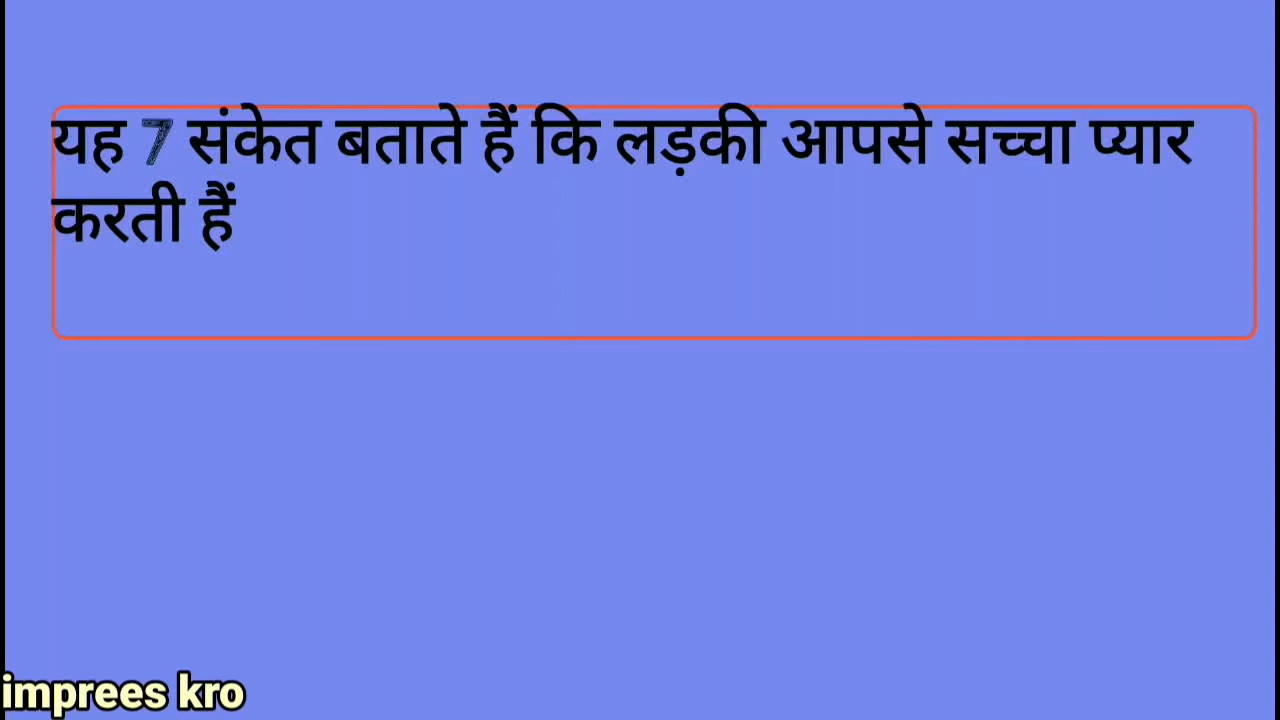 यह 7 संकेत बताते हैं कि लड़की आपसे सच्चा प्यार
करती हैं
imprees kro